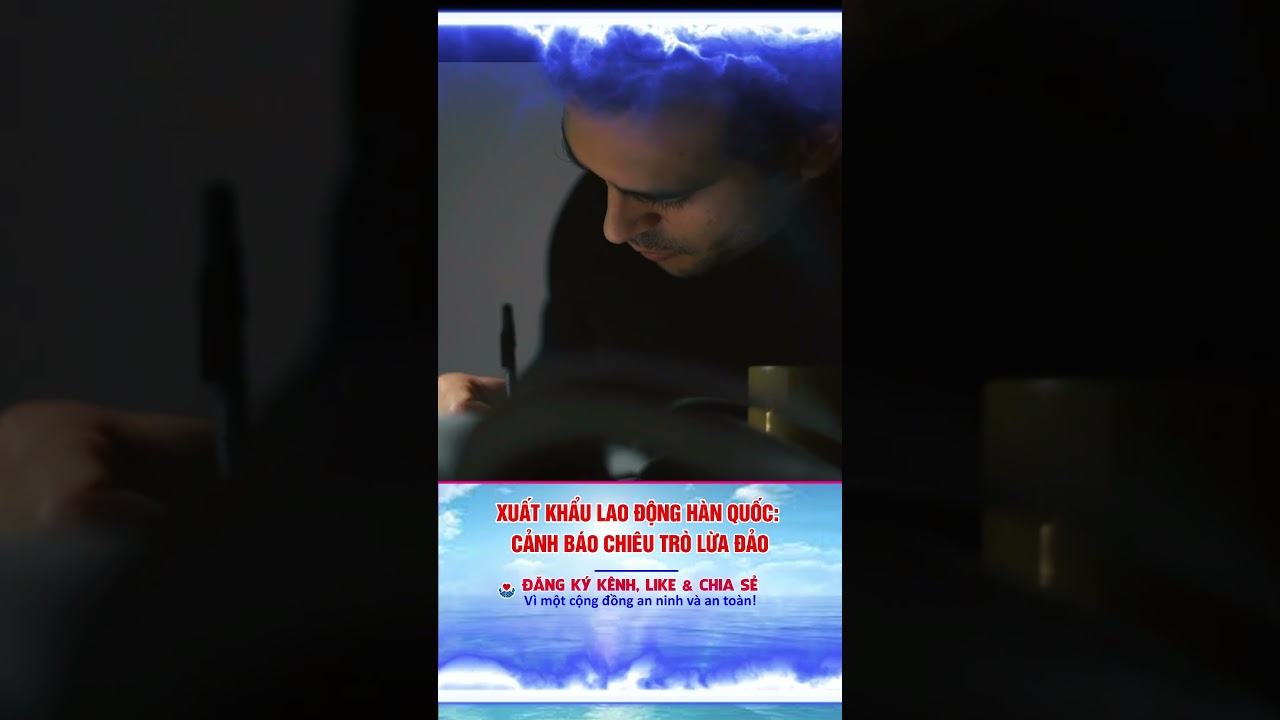 XUẤT KHẨU LAO ĐỘNG HÀN QUỐC:
CẢNH BÁO CHIÊU TRÒ LỪA ĐẢO
ĐĂNG KÝ KÊNH, LIKE & CHIA SẺ
Vì một cộng đồng an ninh và an toàn!